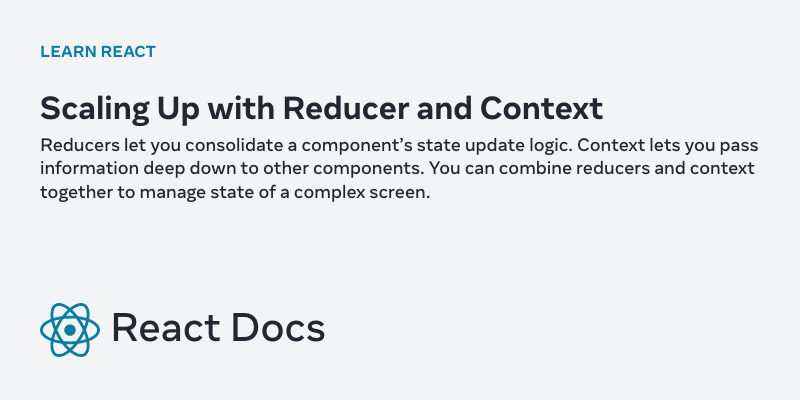 LEARN REACT
Scaling Up with Reducer and Context
Reducers let you consolidate a component’s state update logic. Context lets you pass
information deep down to other components. You can combine reducers and context
together to manage state of a complex screen.
React Docs